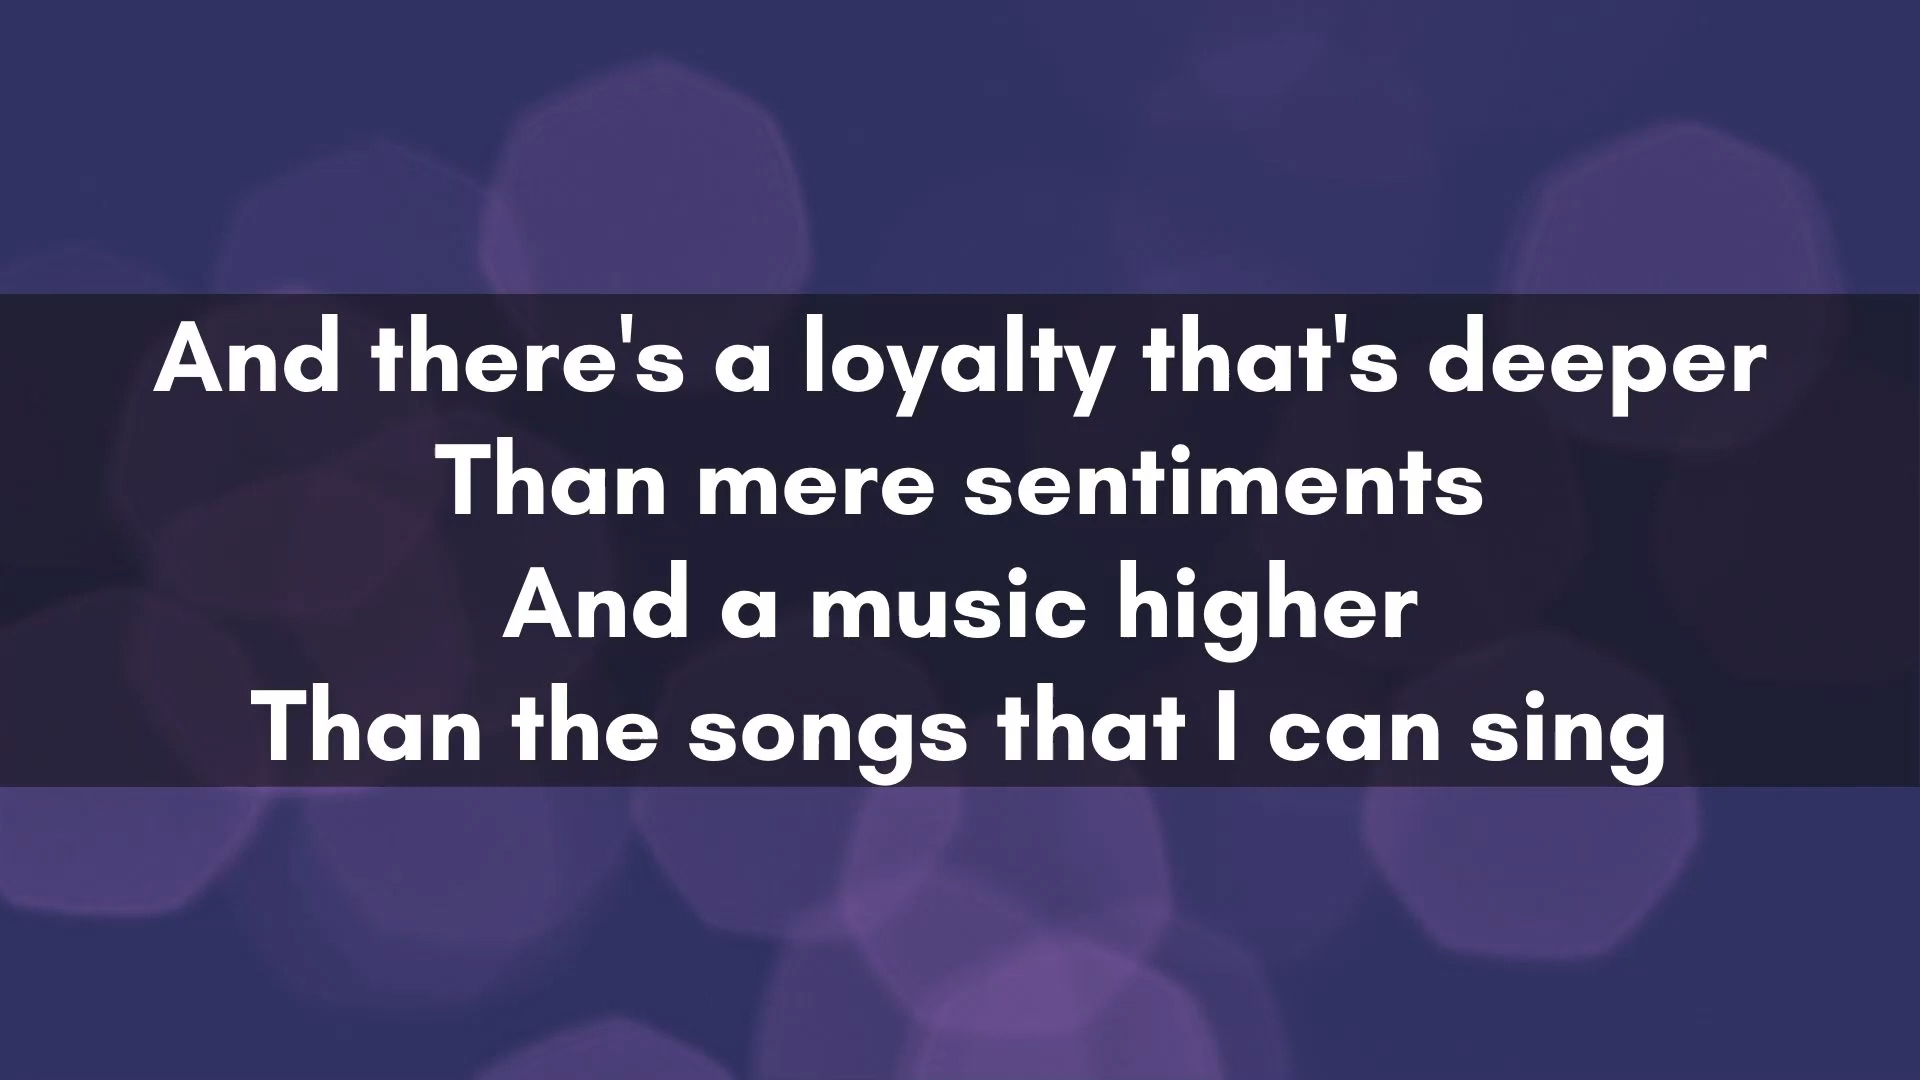 And there's a loyalty that's deeper
Than mere sentiments
And a music higher
Than the songs that I can sing